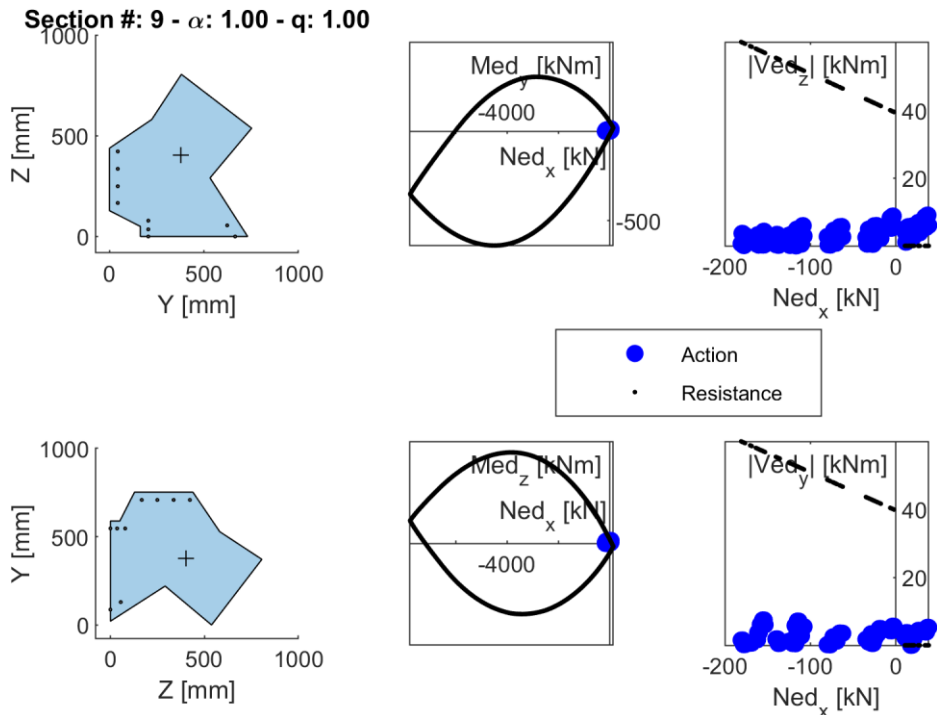 Section #: 9 - α: 1.00 - q: 1.00
1000
500
0
Z [mm]
0
500
1000
Y [mm]
Med_y [kNm]
-4000
Ned_x [kN]
-500
|Ved_z| [kNm]
40
20
-200
-100
0
Ned_x [kN]
Action
Resistance
1000
500
0
Y [mm]
0
500
1000
Z [mm]
Med_z [kNm]
Ned_x [kN]
-4000
|Ved_y| [kNm]
40
20
-200
-100
0
Ned_x [kN]